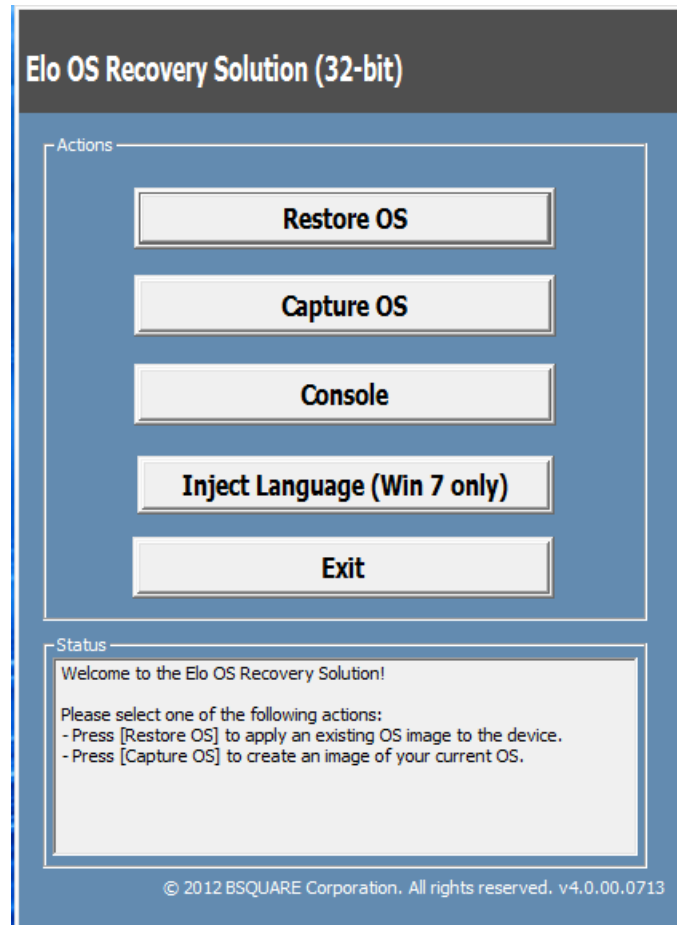 Elo OS Recovery Solution (32-bit)
Actions
Restore OS
Capture OS
Console
Inject Language (Win 7 only)
Exit
Status
Welcome to the Elo OS Recovery Solution!
Please select one of the following actions:
- Press [Restore OS] to apply an existing OS image to the device.
- Press [Capture OS] to create an image of your current OS.
© 2012 BSQUARE Corporation. All rights reserved. v4.0.00.0713